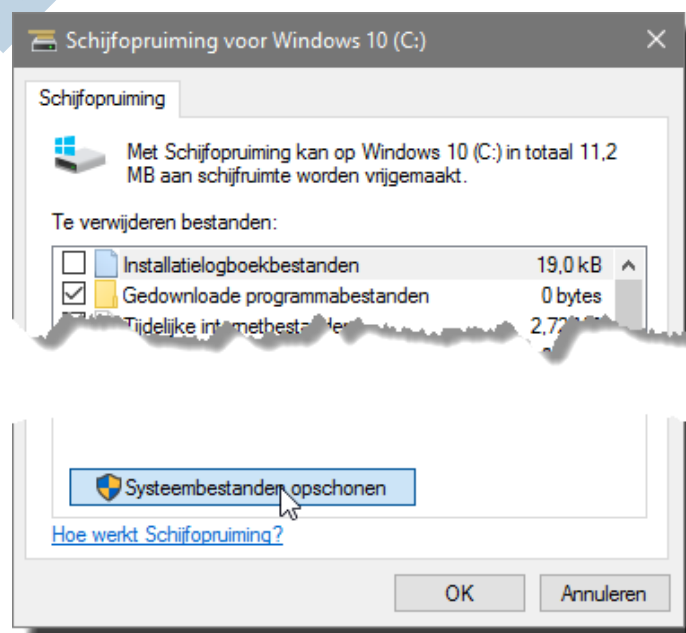 Schijfopruiming voor Windows 10 (C:)
Schijfopruiming
Met Schijfopruiming kan op Windows 10 (C:) in totaal 11,2
MB aan schijfruimte worden vrijgemaakt.
Te verwijderen bestanden:
Installatielogboekbestanden 19,0 kB
Gedownloade programmabestanden 0 bytes
Tijdelijke internetbestanden
Systeembestanden opschonen
Hoe werkt Schijfopruiming?
OK Annuleren